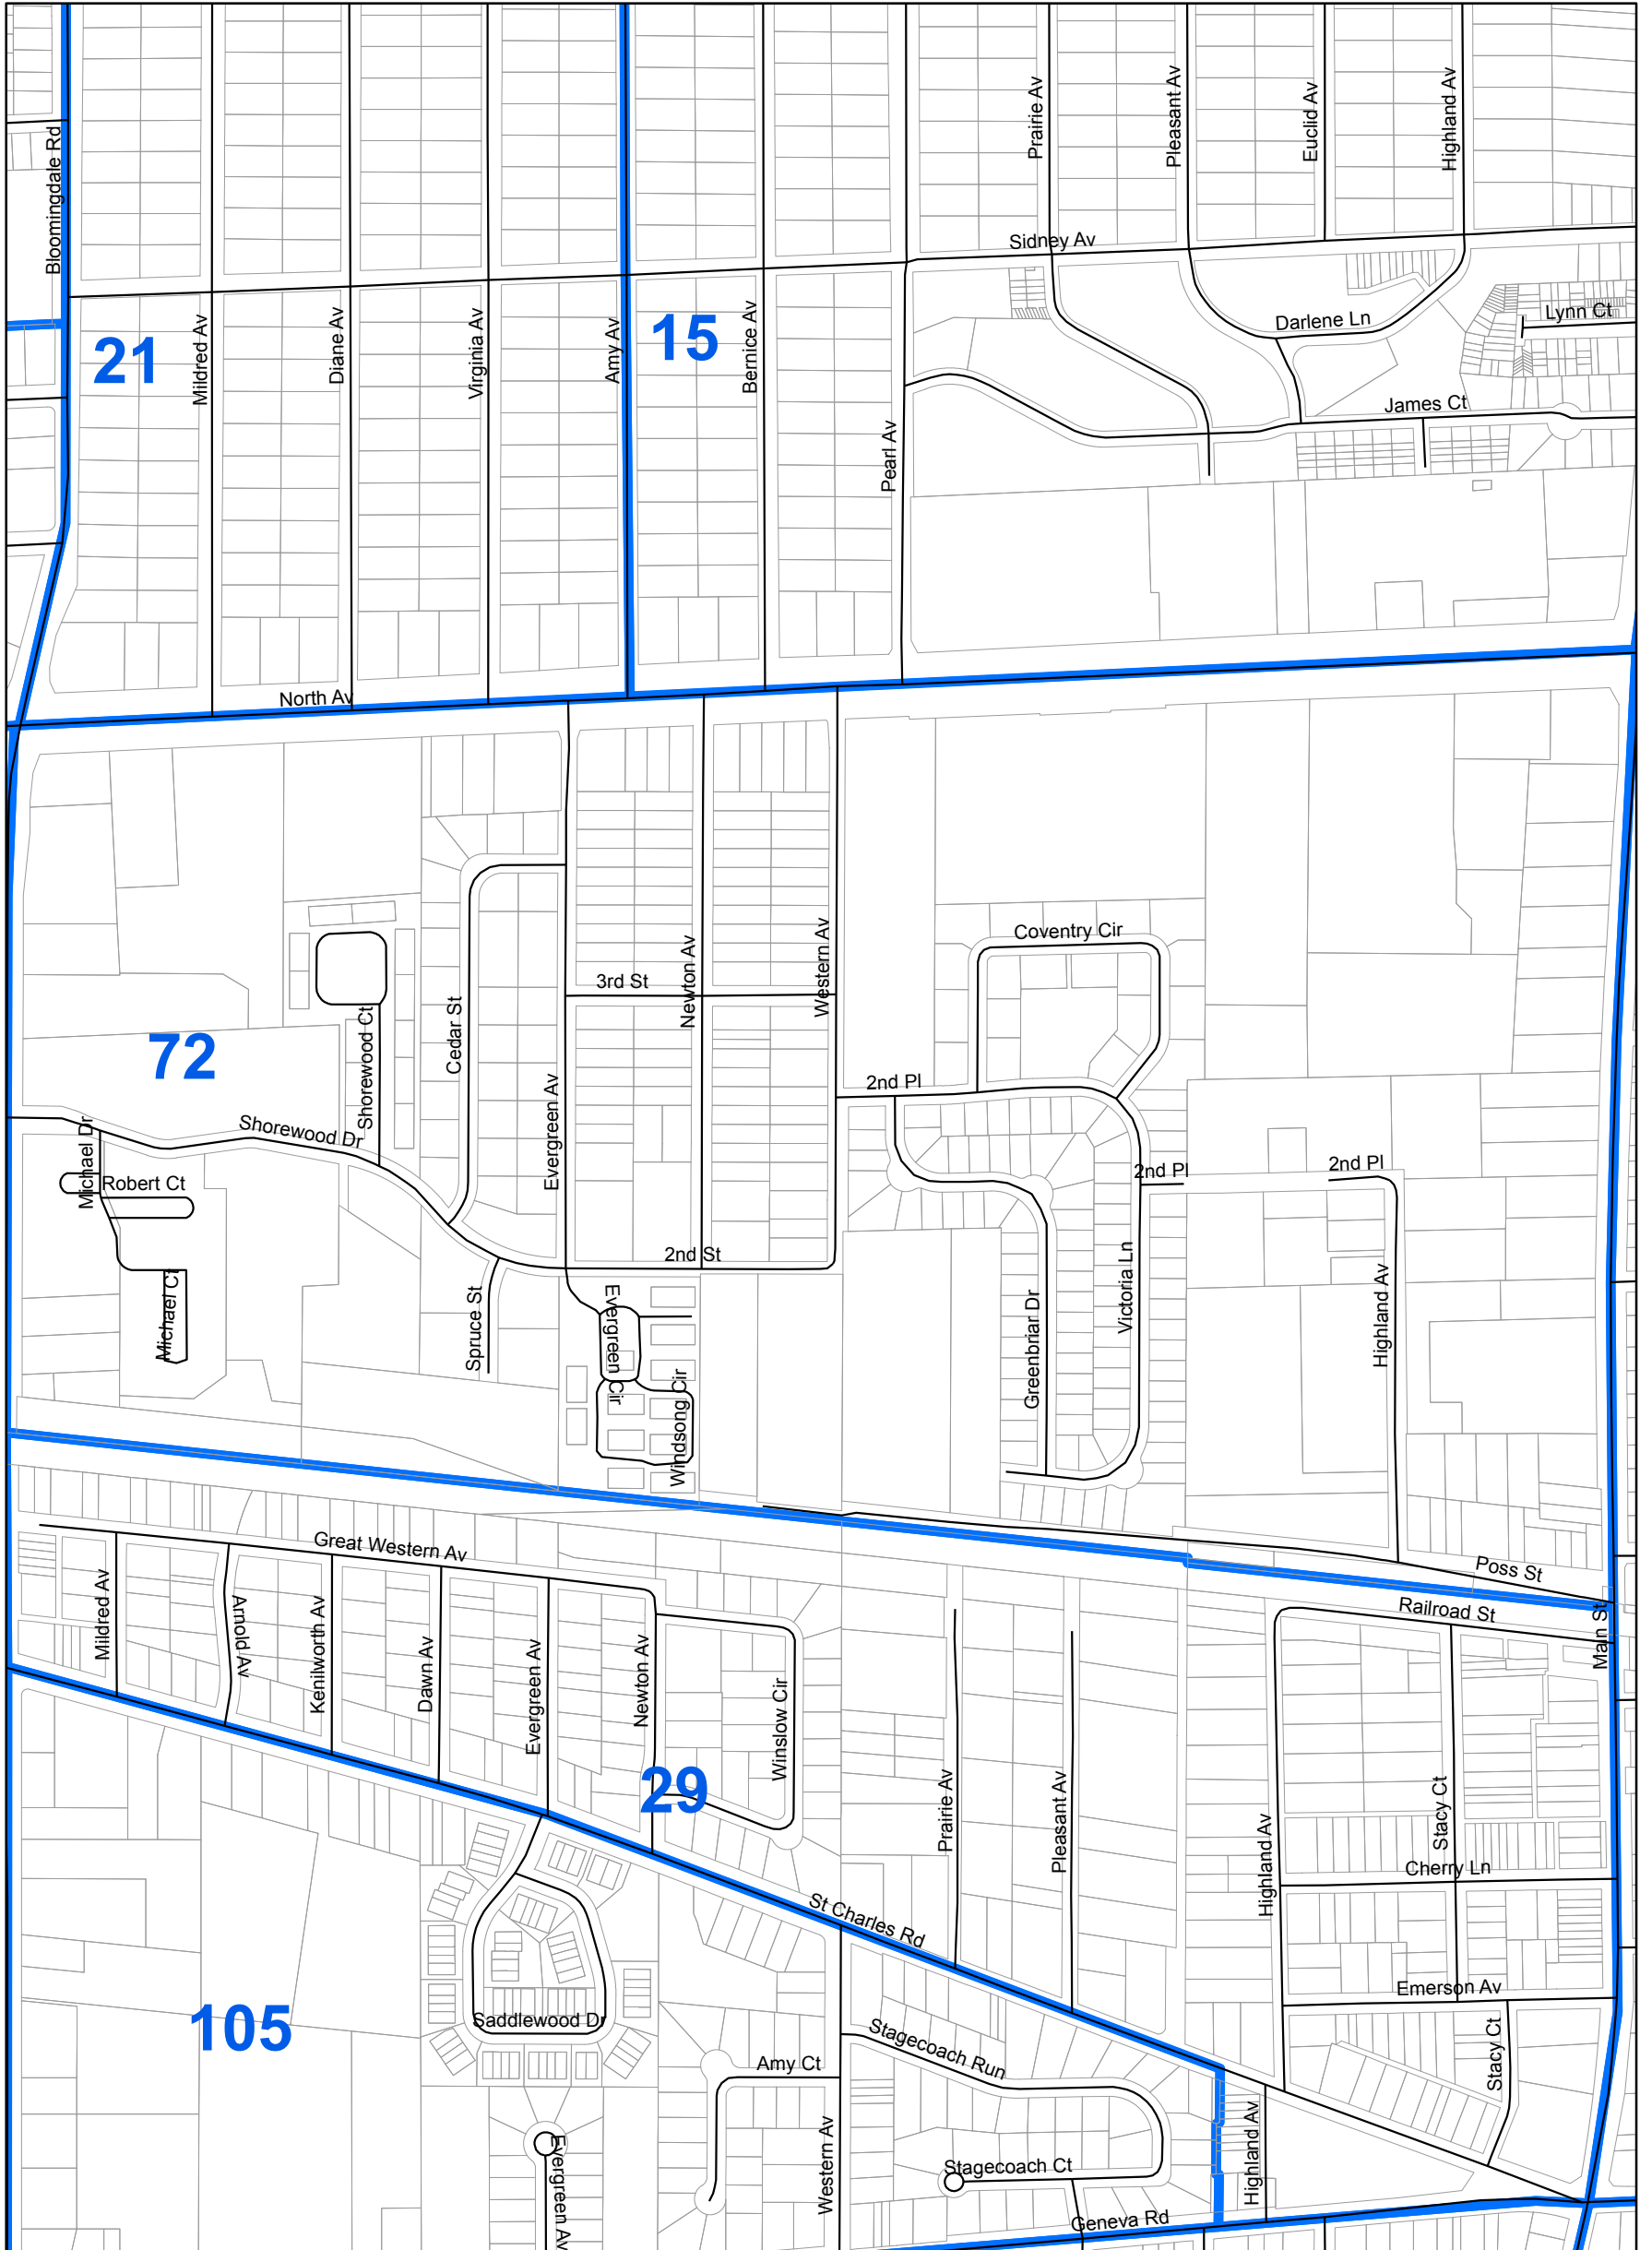 Bloomingdale Rd
Prairie Av
Pleasant Av
Euclid Av
Highland Av
Sidney Av
21
Mildred Av
Diane Av
Virginia Av
Amy Av
15
Bernice Av
Darlene Ln
Lynn Ct
James Ct
Pearl Av
North Av
Coventry Cir
3rd St
Newton Av
Western Av
Cedar St
Shorewood Ct
72
2nd Pl
Evergreen Av
Shorewood Dr
Michael Dr
Robert Ct
2nd Pl
2nd Pl
2nd St
Michael Ct
Spruce St
Evergreen Cir
Windsong Cir
Greenbriar Dr
Victoria Ln
Highland Av
Great Western Av
Poss St
Railroad St
Main St
Mildred Av
Arnold Av
Kenilworth Av
Dawn Av
Evergreen Av
Newton Av
Winslow Cir
29
Prairie Av
Pleasant Av
Highland Av
Stacy Ct
Cherry Ln
St Charles Rd
Emerson Av
105
Saddlewood Dr
Stagecoach Run
Amy Ct
Stacy Ct
Western Av
Evergreen Av
Stagecoach Ct
Highland Av
Geneva Rd